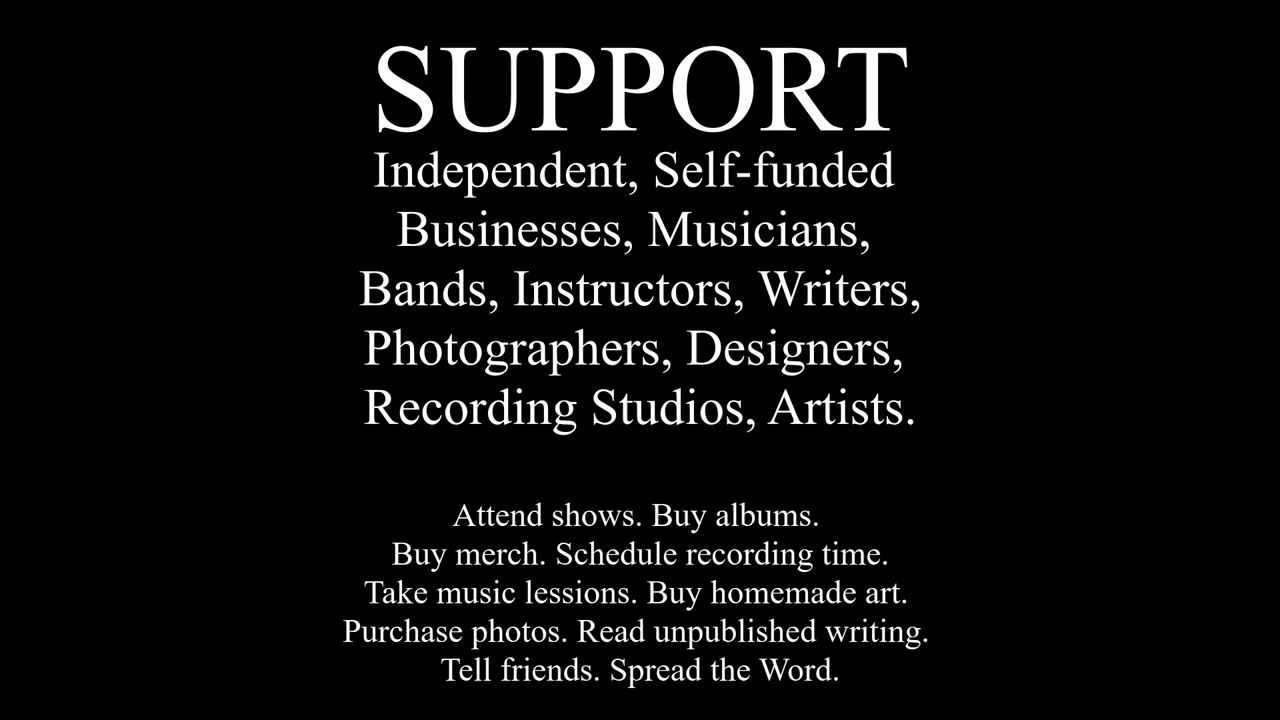 SUPPORT
Independent, Self-funded
Businesses, Musicians,
Bands, Instructors, Writers,
Photographers, Designers,
Recording Studios, Artists.
Attend shows. Buy albums.
Buy merch. Schedule recording time.
Take music lessions. Buy homemade art.
Purchase photos. Read unpublished writing.
Tell friends. Spread the Word.